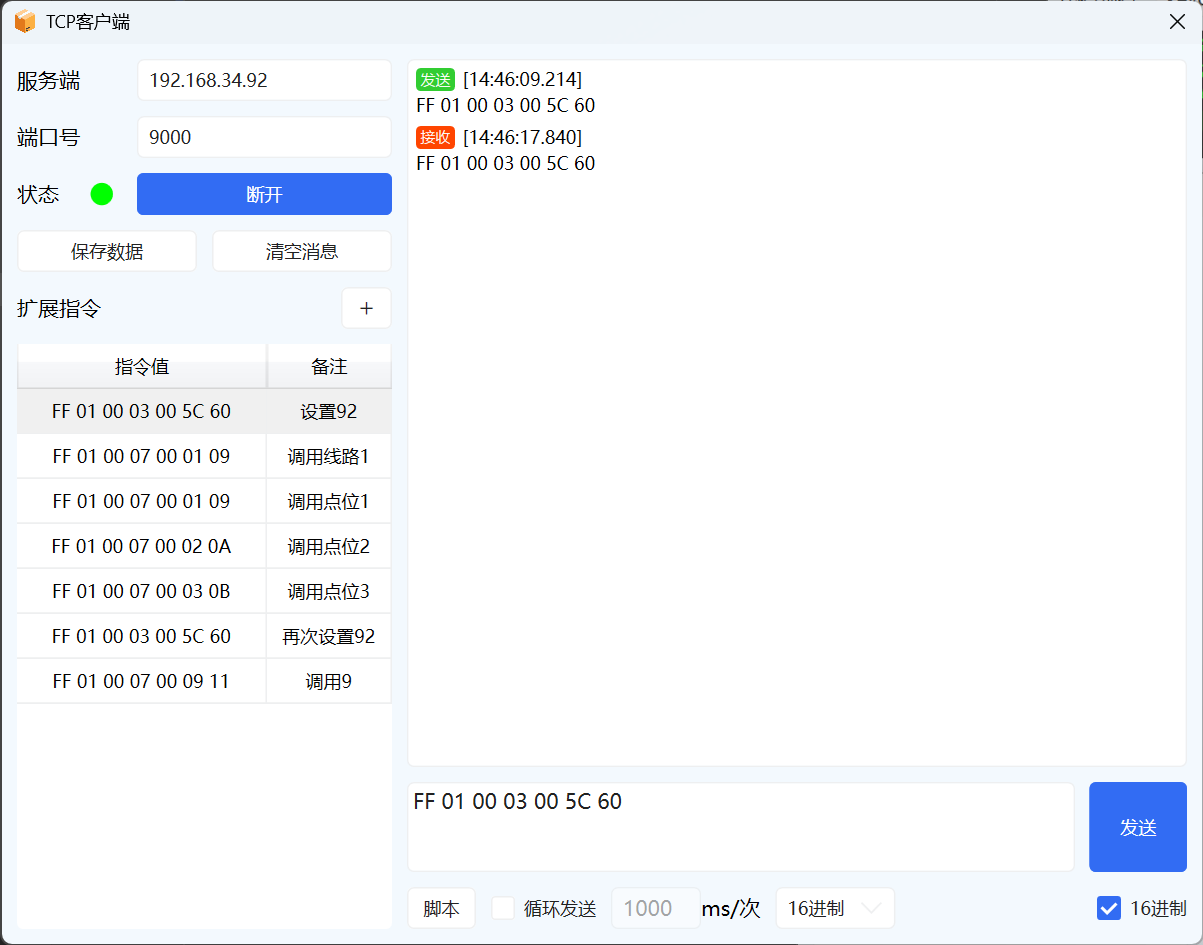 TCP客户端
服务端
192.168.34.92
端口号
9000
状态
断开
保存数据
清空消息
扩展指令
+
指令值 备注
FF 01 00 03 00 5C 60 设置92
FF 01 00 07 00 01 09 调用线路1
FF 01 00 07 00 01 09 调用点位1
FF 01 00 07 00 02 0A 调用点位2
FF 01 00 07 00 03 0B 调用点位3
FF 01 00 03 00 5C 60 再次设置92
FF 01 00 07 00 09 11 调用9
发送 [14:46:09.214]
FF 01 00 03 00 5C 60
接收 [14:46:17.840]
FF 01 00 03 00 5C 60
FF 01 00 03 00 5C 60
发送
脚本
循环发送
1000
ms/次
16进制
16进制